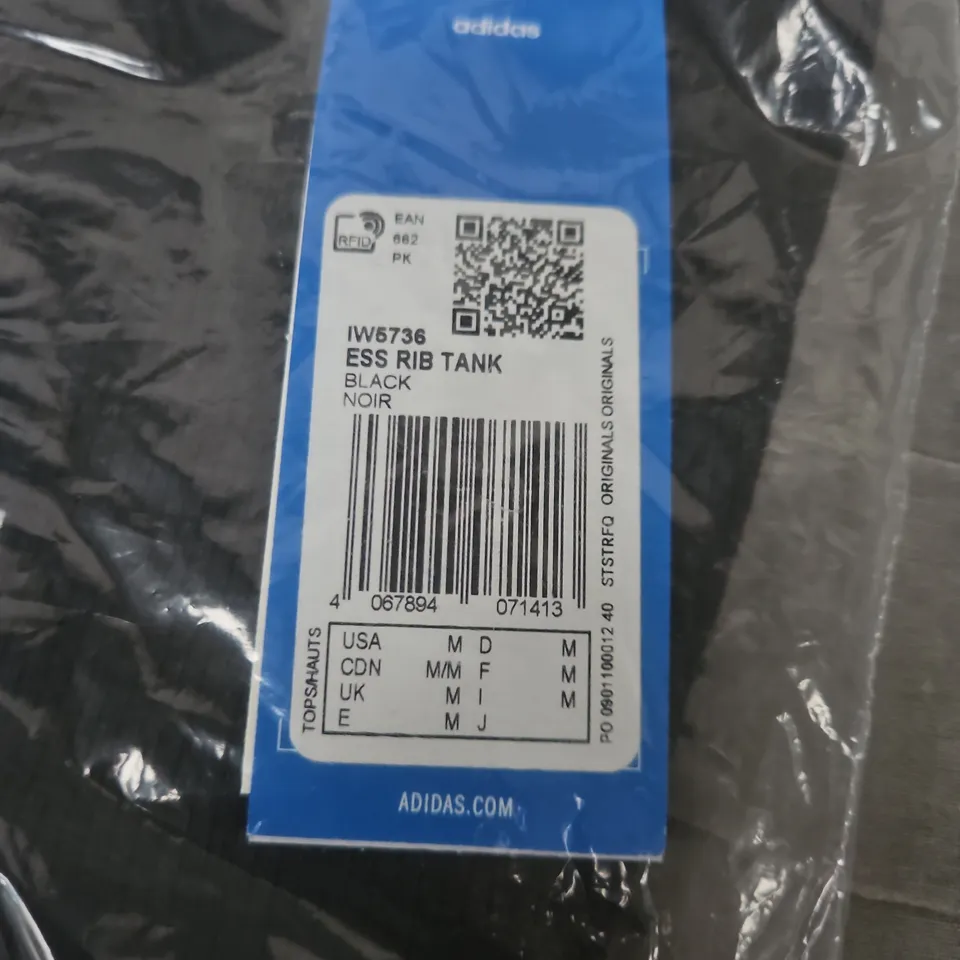 adidas
RFID
EAN
662
PK
IW5736
ESS RIB TANK
BLACK
NOIR
4 067894 071413
TOPS/HAUTS
USA M D M
CDN M/M F M
UK M I M
E M J
PO 0901100012 40 STSTRFQ ORIGINALS ORIGINALS
ADIDAS.COM